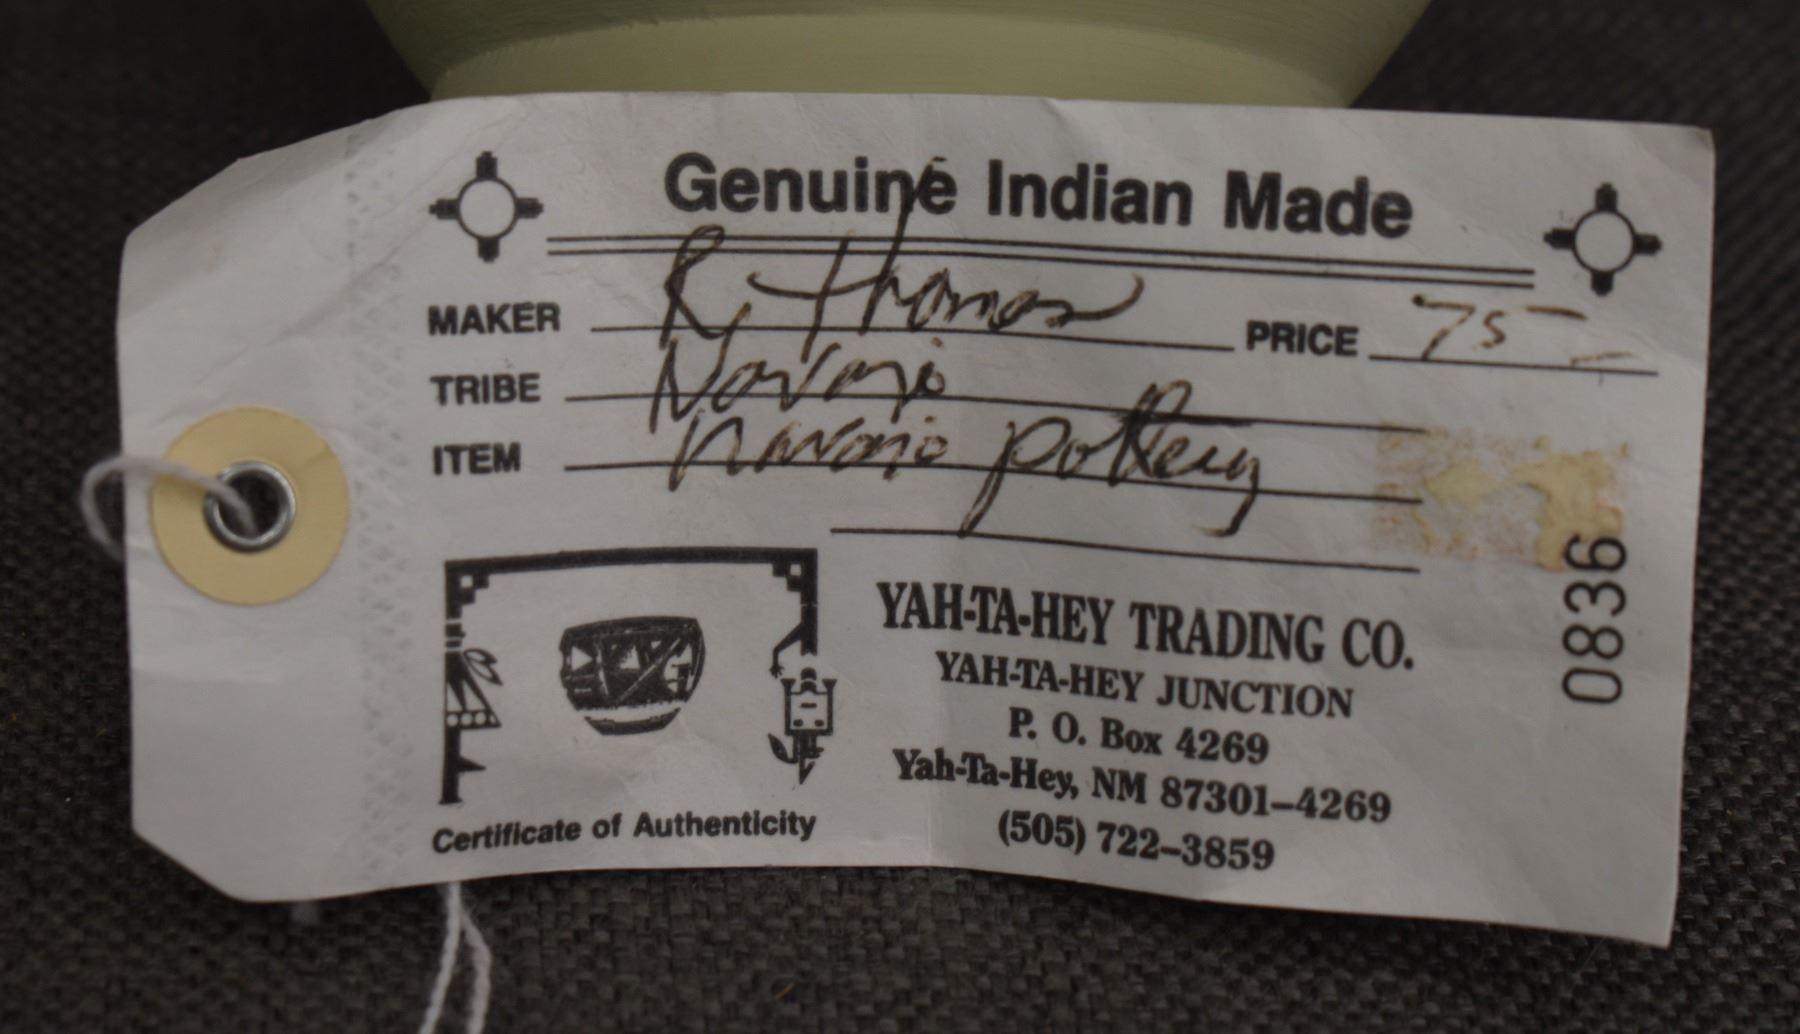 Genuine Indian Made
MAKER R. Thomas PRICE 75-
TRIBE Navajo
ITEM Navajo pottery
0836
YAH-TA-HEY TRADING CO.
YAH-TA-HEY JUNCTION
P. O. Box 4269
Yah-Ta-Hey, NM 87301-4269
(505) 722-3859
Certificate of Authenticity